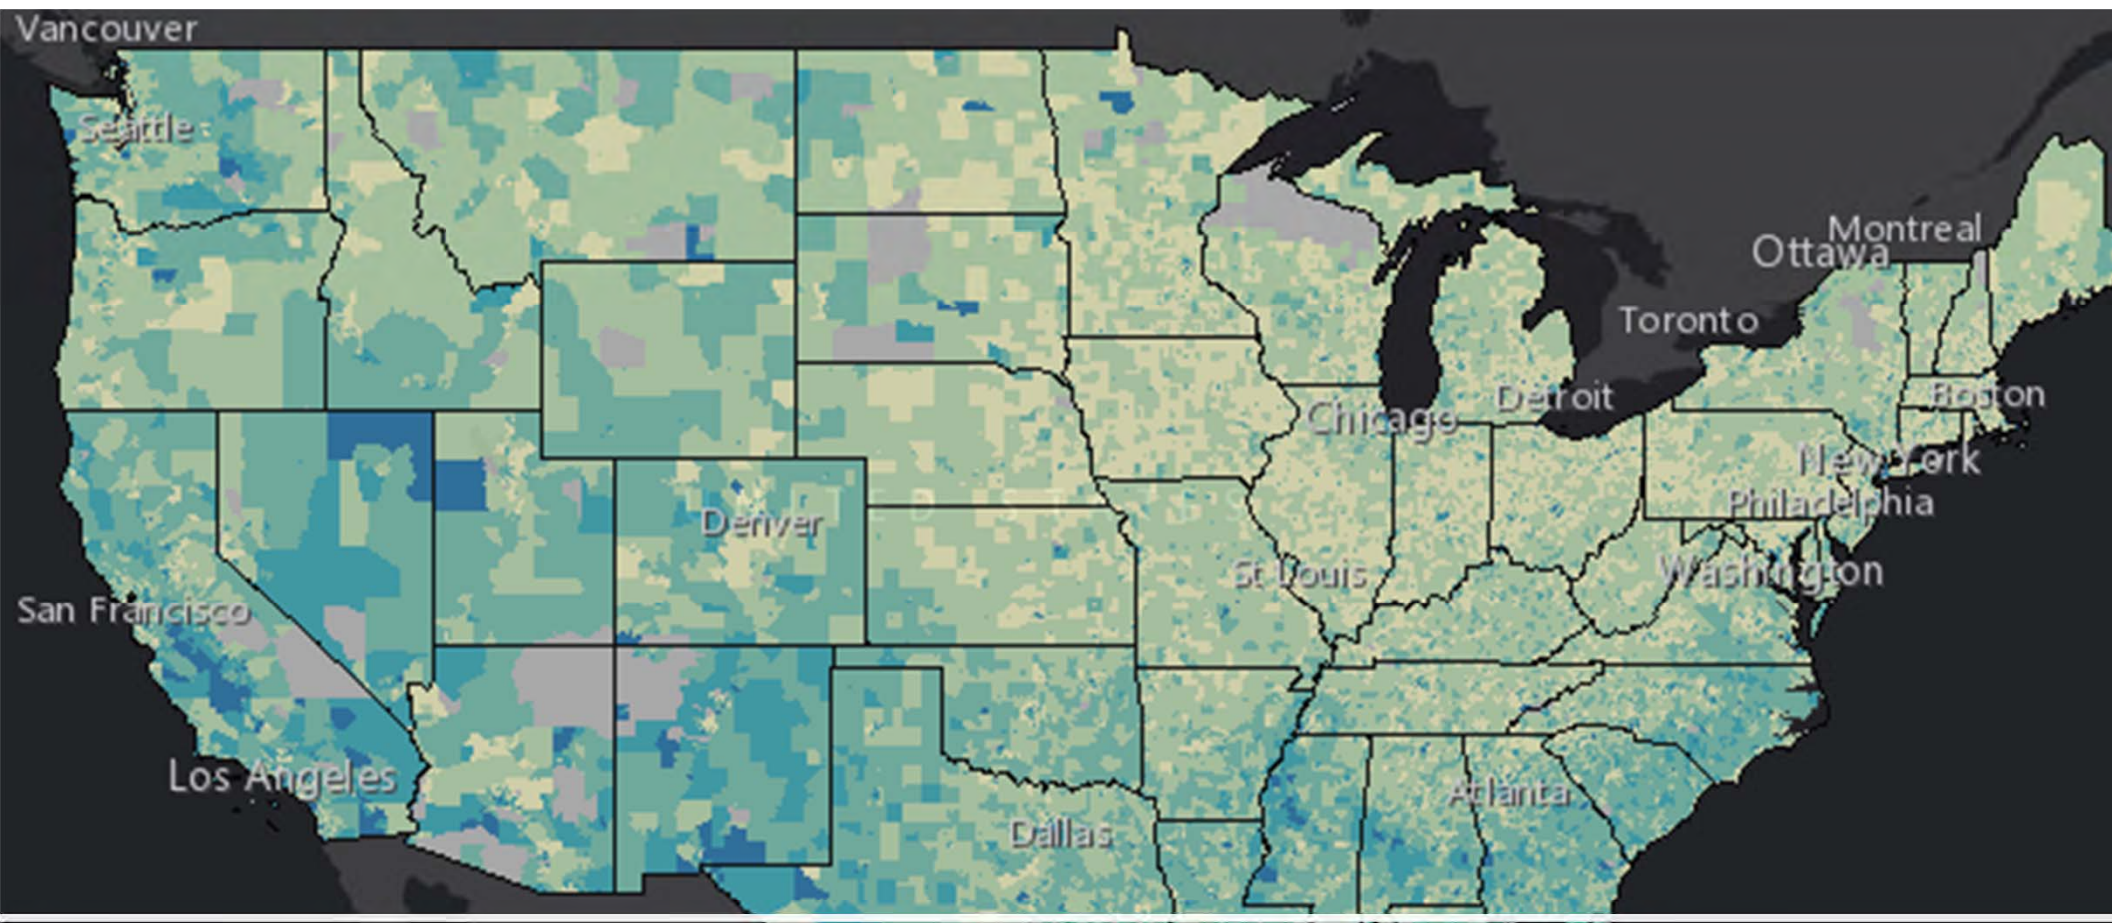 Vancouver
Seattle
Montreal
Ottawa
Toronto
Boston
Detroit
Chicago
New York
Philadelphia
Denver
St Louis
Washington
San Francisco
Los Angeles
Atlanta
Dallas